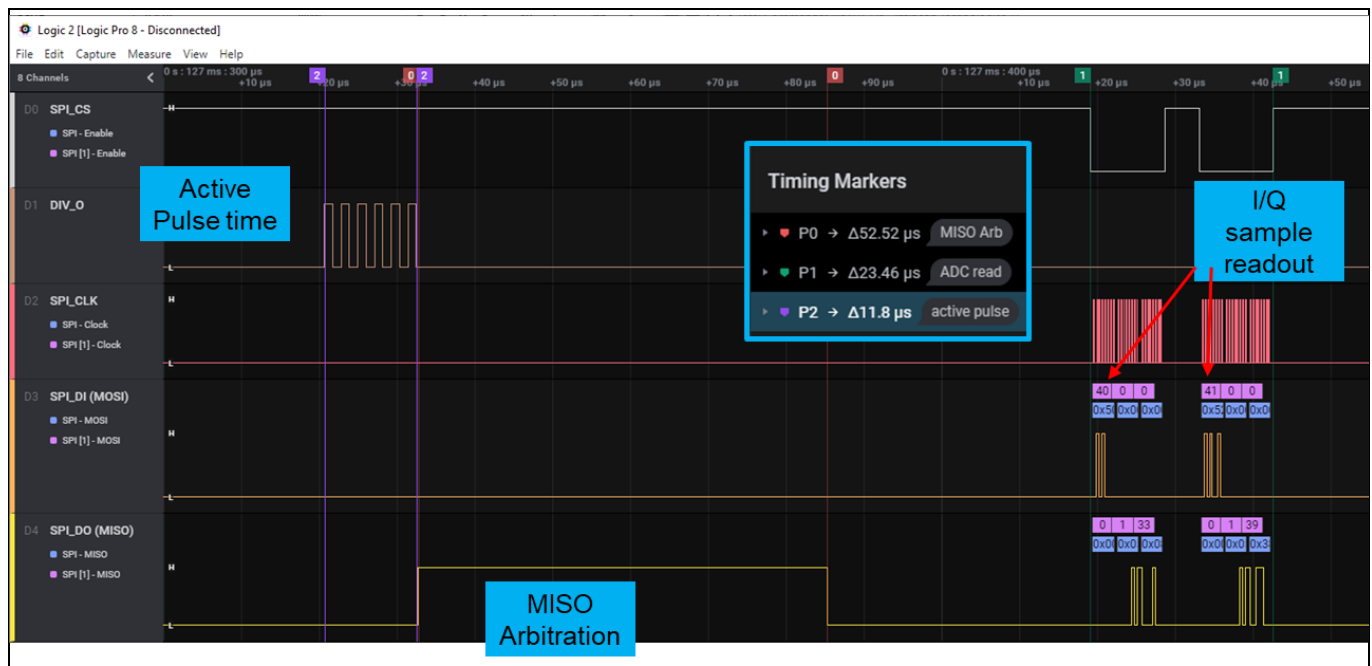 Logic 2 [Logic Pro 8 - Disconnected]
File Edit Capture Measure View Help
8 Channels
0 s : 127 ms : 300 µs
0 s : 127 ms : 400 µs
+10 µs +20 µs +30 µs +40 µs +50 µs +60 µs +70 µs +80 µs +90 µs +10 µs +20 µs +30 µs +40 µs +50 µs
2 0 2 0 1 1
D0 SPI_CS
SPI - Enable
SPI [1] - Enable
H
Active
Pulse time
D1 DIV_O
L
Timing Markers
P0 → Δ52.52 µs MISO Arb
P1 → Δ23.46 µs ADC read
P2 → Δ11.8 µs active pulse
I/Q
sample
readout
D2 SPI_CLK
SPI - Clock
SPI [1] - Clock
H
L
D3 SPI_DI (MOSI)
SPI - MOSI
SPI [1] - MOSI
H
L
40 0 0 41 0 0
D4 SPI_DO (MISO)
SPI - MISO
SPI [1] - MISO
H
L
0 1 33 0 1 39
MISO
Arbitration